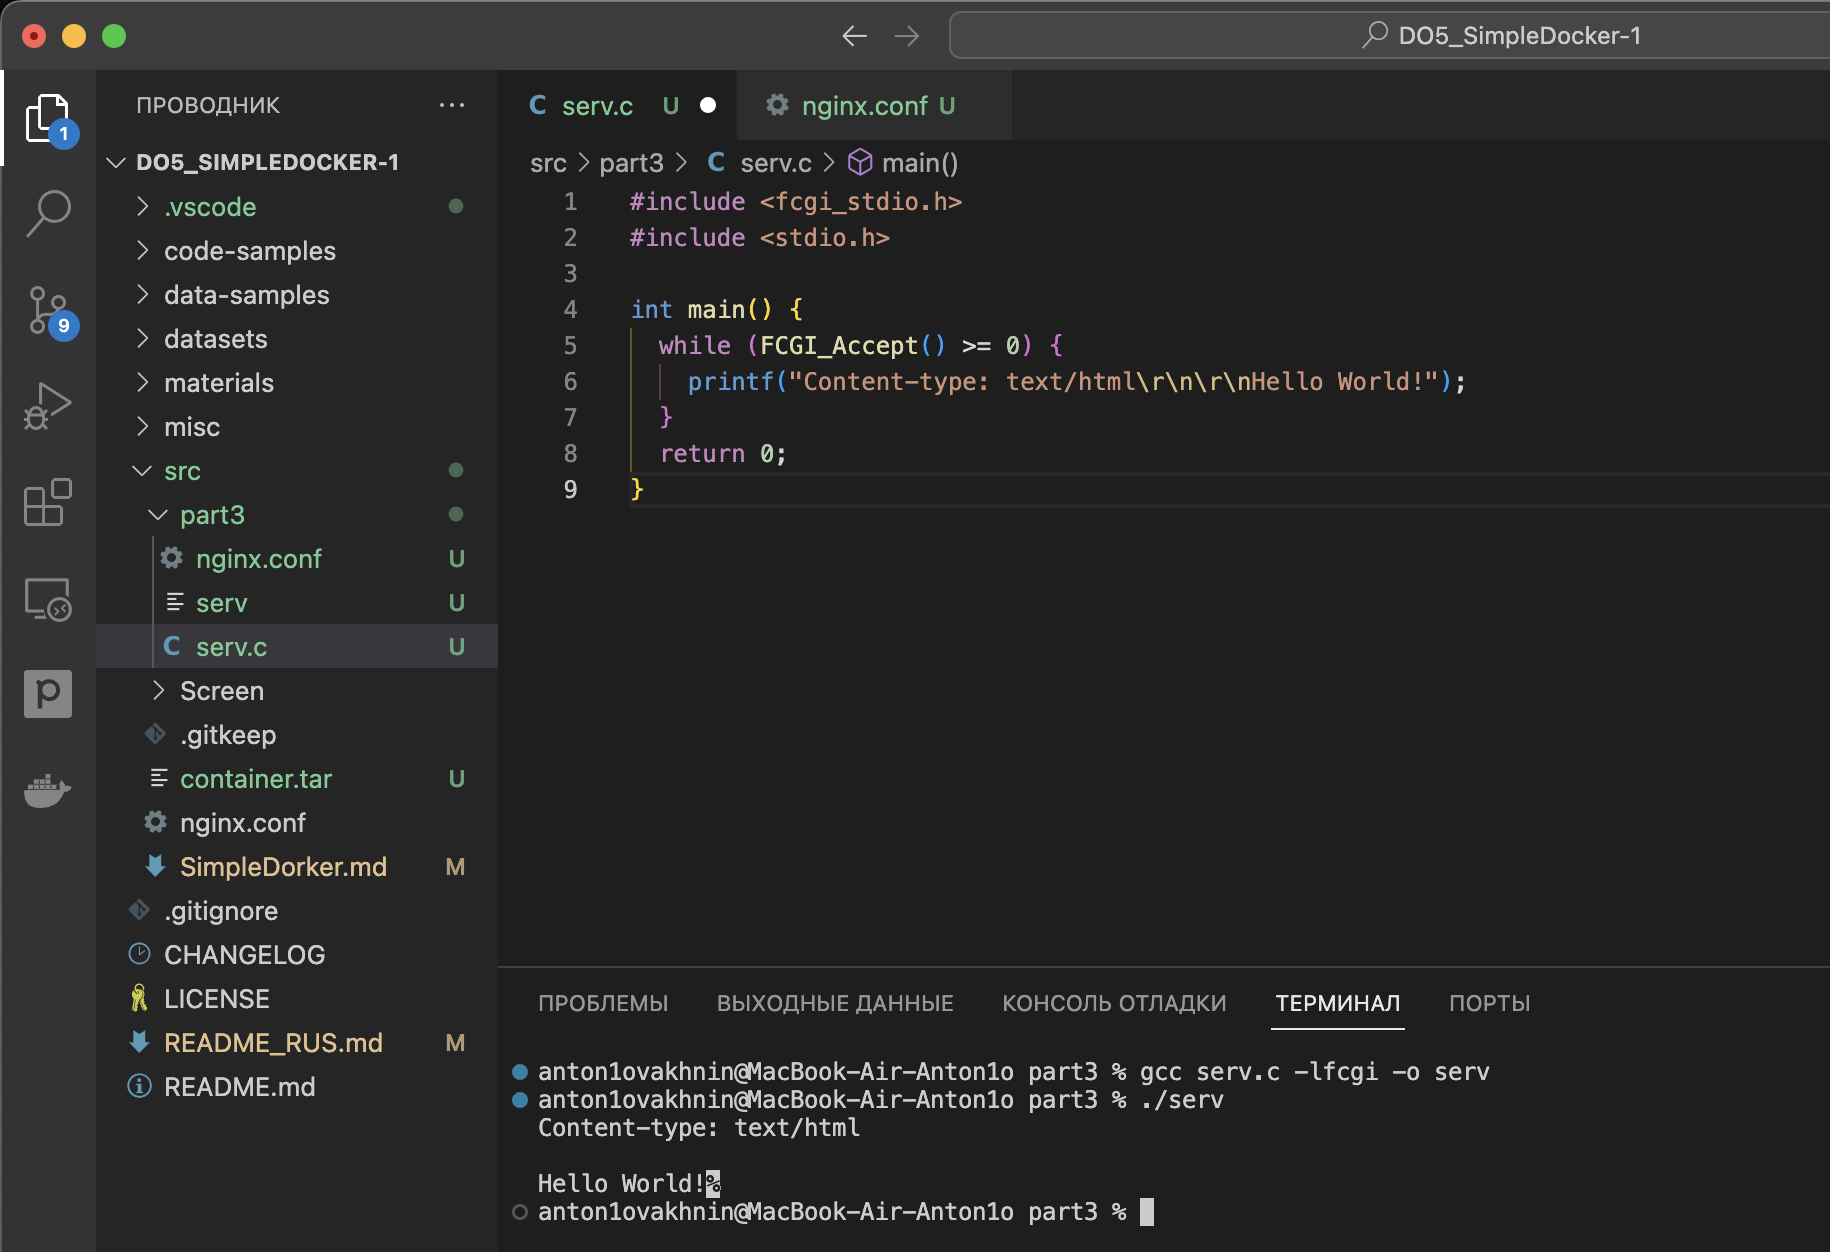 DO5_SimpleDocker-1
ПРОВОДНИК ...
1
9
DO5_SIMPLEDOCKER-1
.vscode
code-samples
data-samples
datasets
materials
misc
src
part3
nginx.conf U
serv U
C serv.c U
Screen
.gitkeep
container.tar U
nginx.conf
SimpleDorker.md M
.gitignore
CHANGELOG
LICENSE
README_RUS.md M
README.md
C serv.c U
nginx.conf U
src > part3 > C serv.c > main()
1 #include <fcgi_stdio.h>
2 #include <stdio.h>
3
4 int main() {
5 while (FCGI_Accept() >= 0) {
6 printf("Content-type: text/html\r\n\r\nHello World!");
7 }
8 return 0;
9 }
ПРОБЛЕМЫ ВЫХОДНЫЕ ДАННЫЕ КОНСОЛЬ ОТЛАДКИ ТЕРМИНАЛ ПОРТЫ
anton1ovakhnin@MacBook-Air-Anton1o part3 % gcc serv.c -lfcgi -o serv
anton1ovakhnin@MacBook-Air-Anton1o part3 % ./serv
Content-type: text/html
Hello World!%
anton1ovakhnin@MacBook-Air-Anton1o part3 %